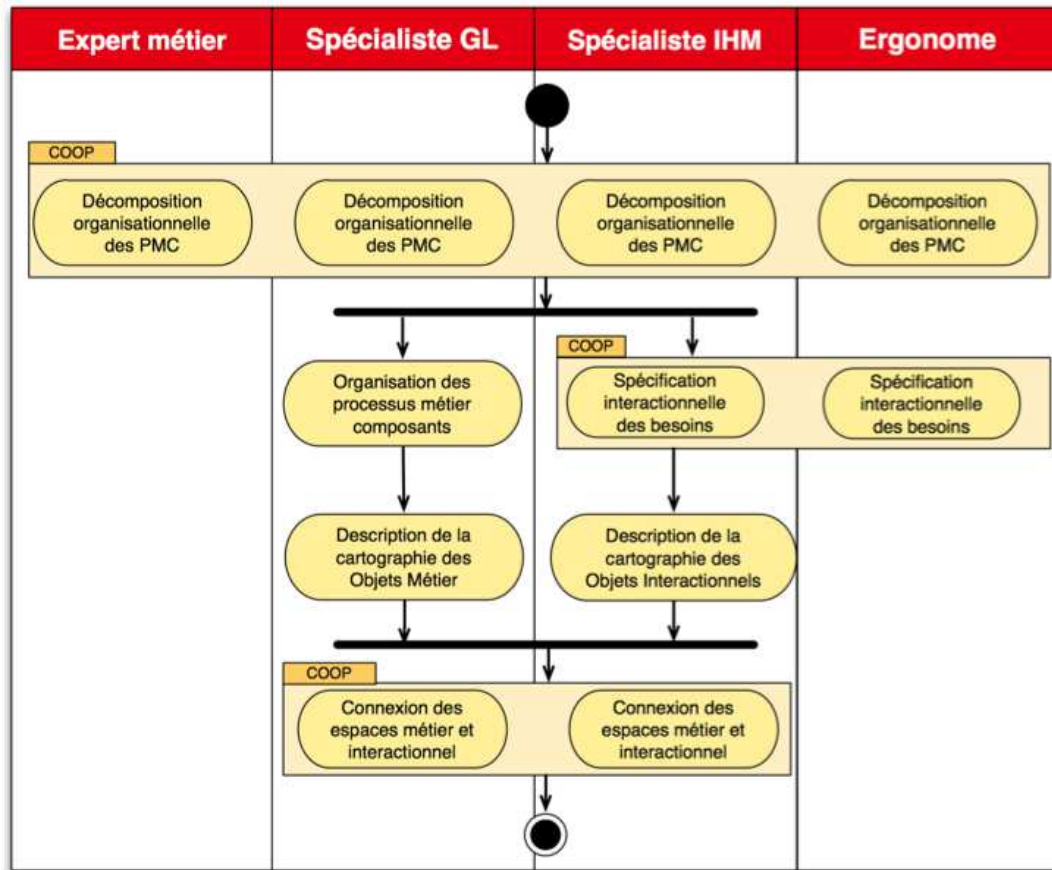 Expert métier
Spécialiste GL
Spécialiste IHM
Ergonome
COOP
Décomposition
organisationnelle
des PMC
Décomposition
organisationnelle
des PMC
Décomposition
organisationnelle
des PMC
Décomposition
organisationnelle
des PMC
Organisation des
processus métier
composants
COOP
Spécification
interactionnelle
des besoins
Spécification
interactionnelle
des besoins
Description de la
cartographie des
Objets Métier
Description de la
cartographie des
Objets Interactionnels
COOP
Connexion des
espaces métier et
interactionnel
Connexion des
espaces métier et
interactionnel